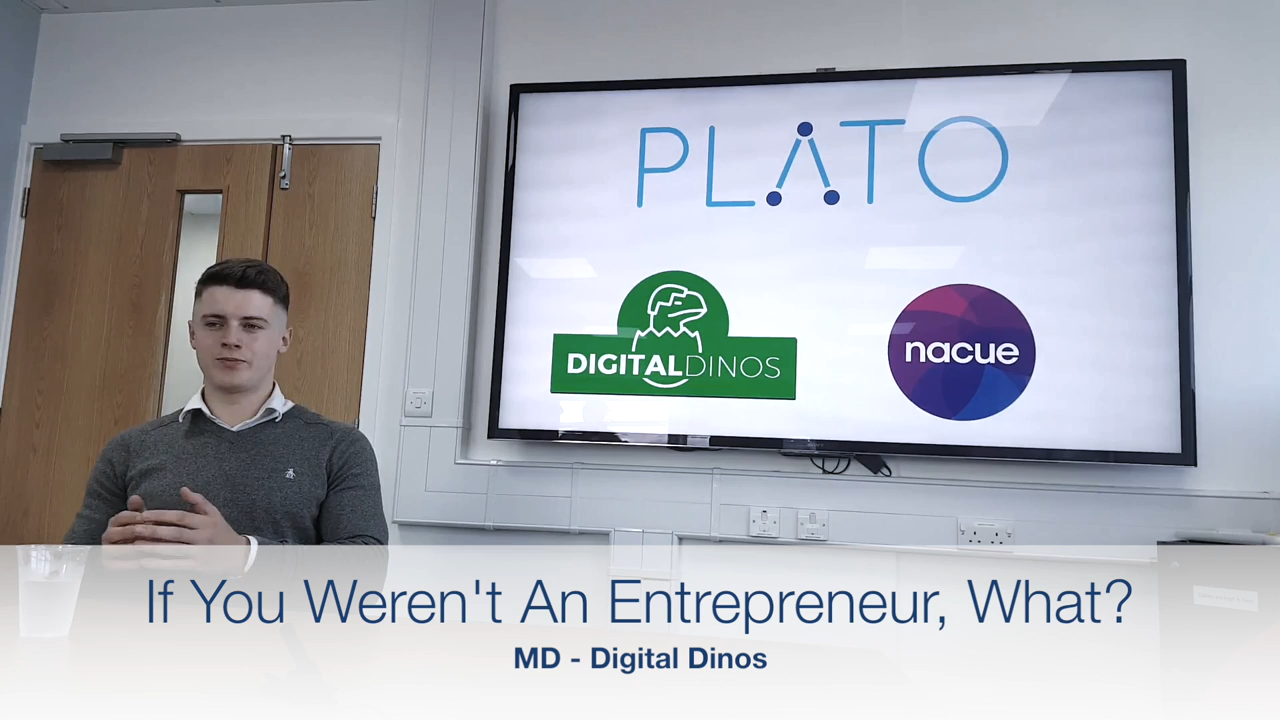 PLATO
DIGITALDINOS
nacue
If You Weren't An Entrepreneur, What?
MD - Digital Dinos